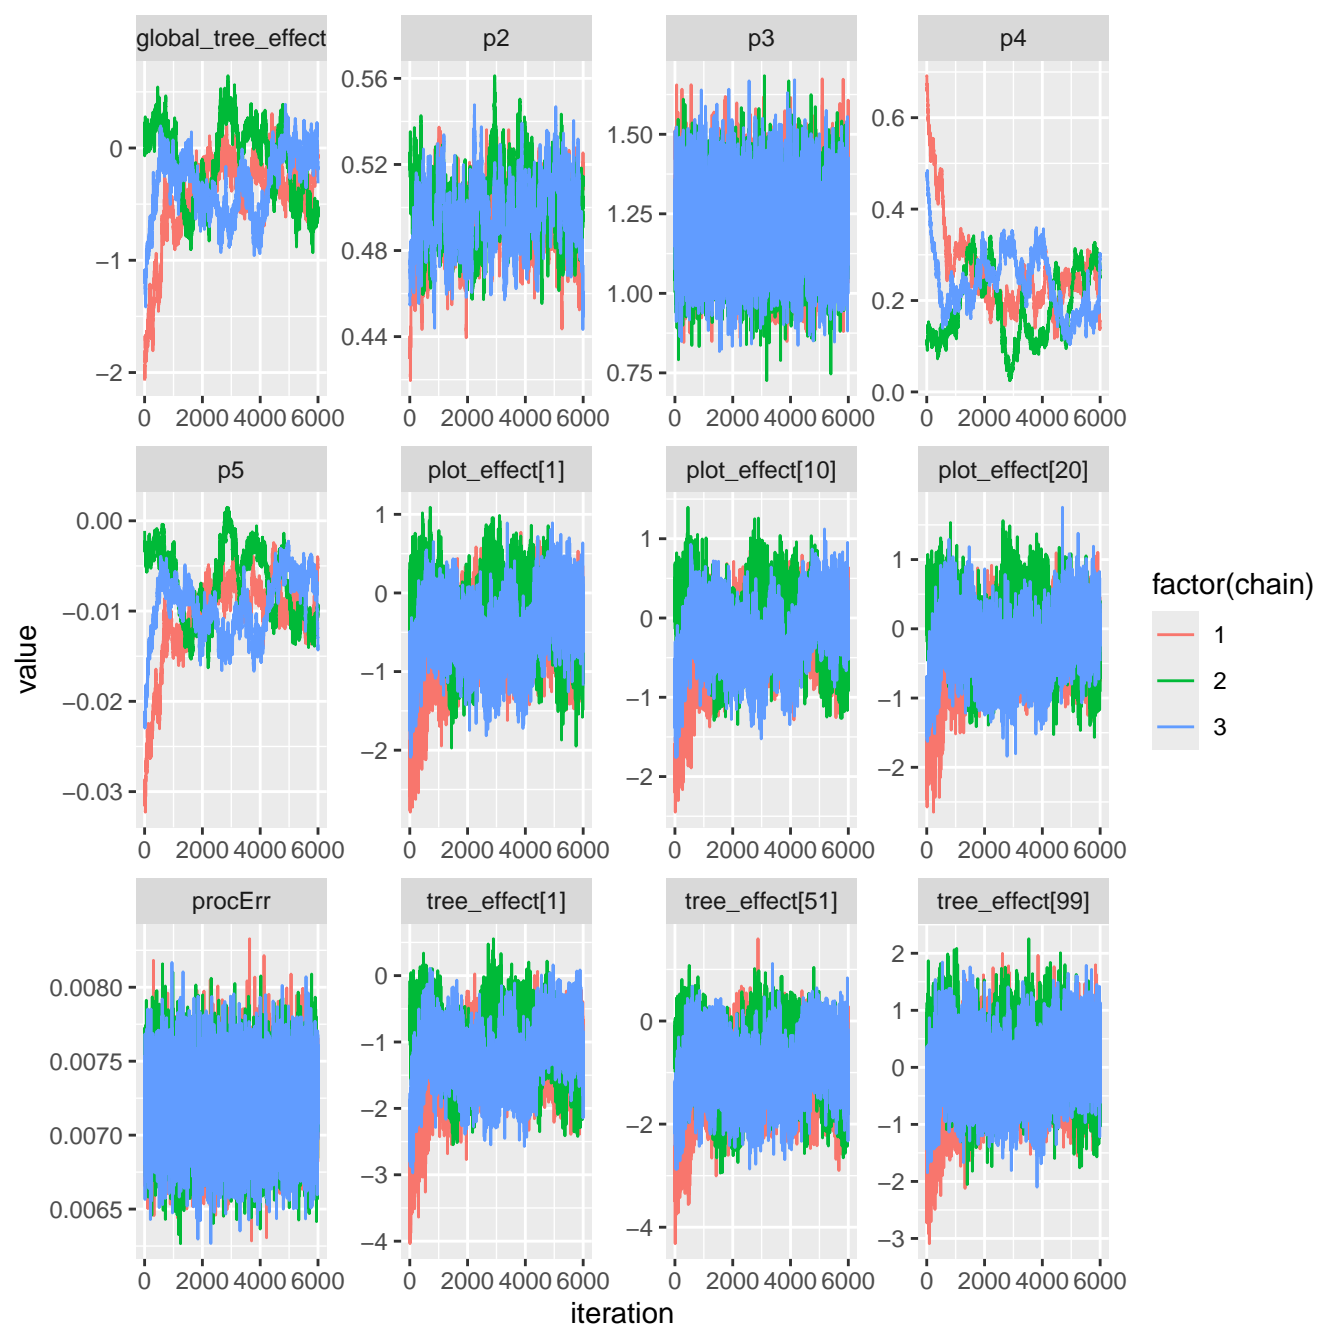 global_tree_effect p2 p3 p4
0 −1 −2
0.56 0.52 0.48 0.44
1.50 1.25 1.00 0.75
0.6 0.4 0.2 0.0
0 2000 4000 6000 0 2000 4000 6000 0 2000 4000 6000 0 2000 4000 6000
p5 plot_effect[1] plot_effect[10] plot_effect[20]
0.00 −0.01 −0.02 −0.03
1 0 −1 −2
1 0 −1 −2
1 0 −1 −2
0 2000 4000 6000 0 2000 4000 6000 0 2000 4000 6000 0 2000 4000 6000
procErr tree_effect[1] tree_effect[51] tree_effect[99]
0.0080 0.0075 0.0070 0.0065
0 −1 −2 −3 −4
0 −2 −4
2 1 0 −1 −2 −3
0 2000 4000 6000 0 2000 4000 6000 0 2000 4000 6000 0 2000 4000 6000
value
iteration
factor(chain)
1
2
3